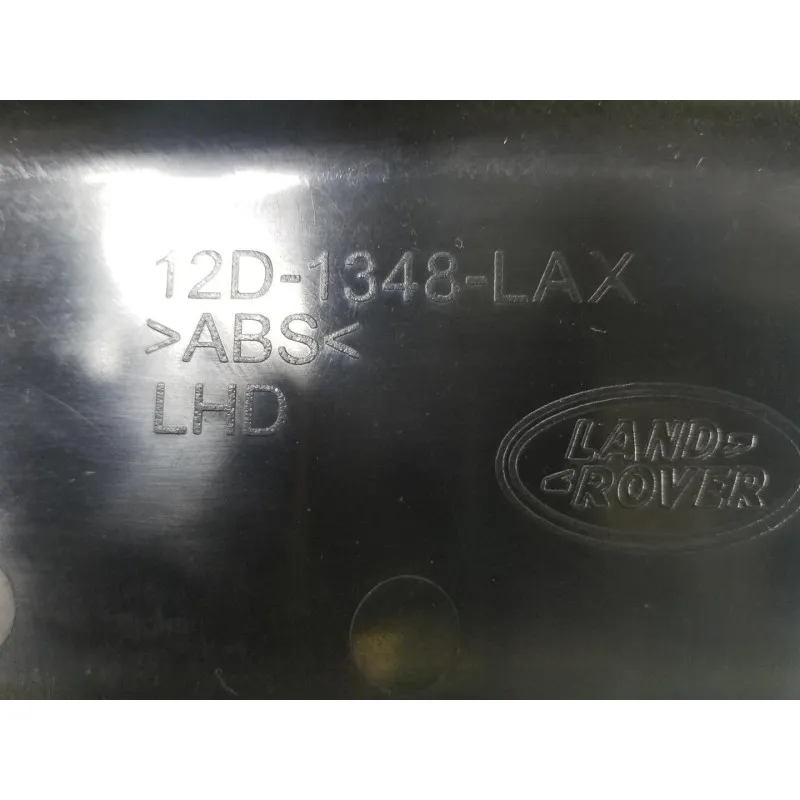 12D-1348-LAX
>ABS<
LHD
LAND
ROVER